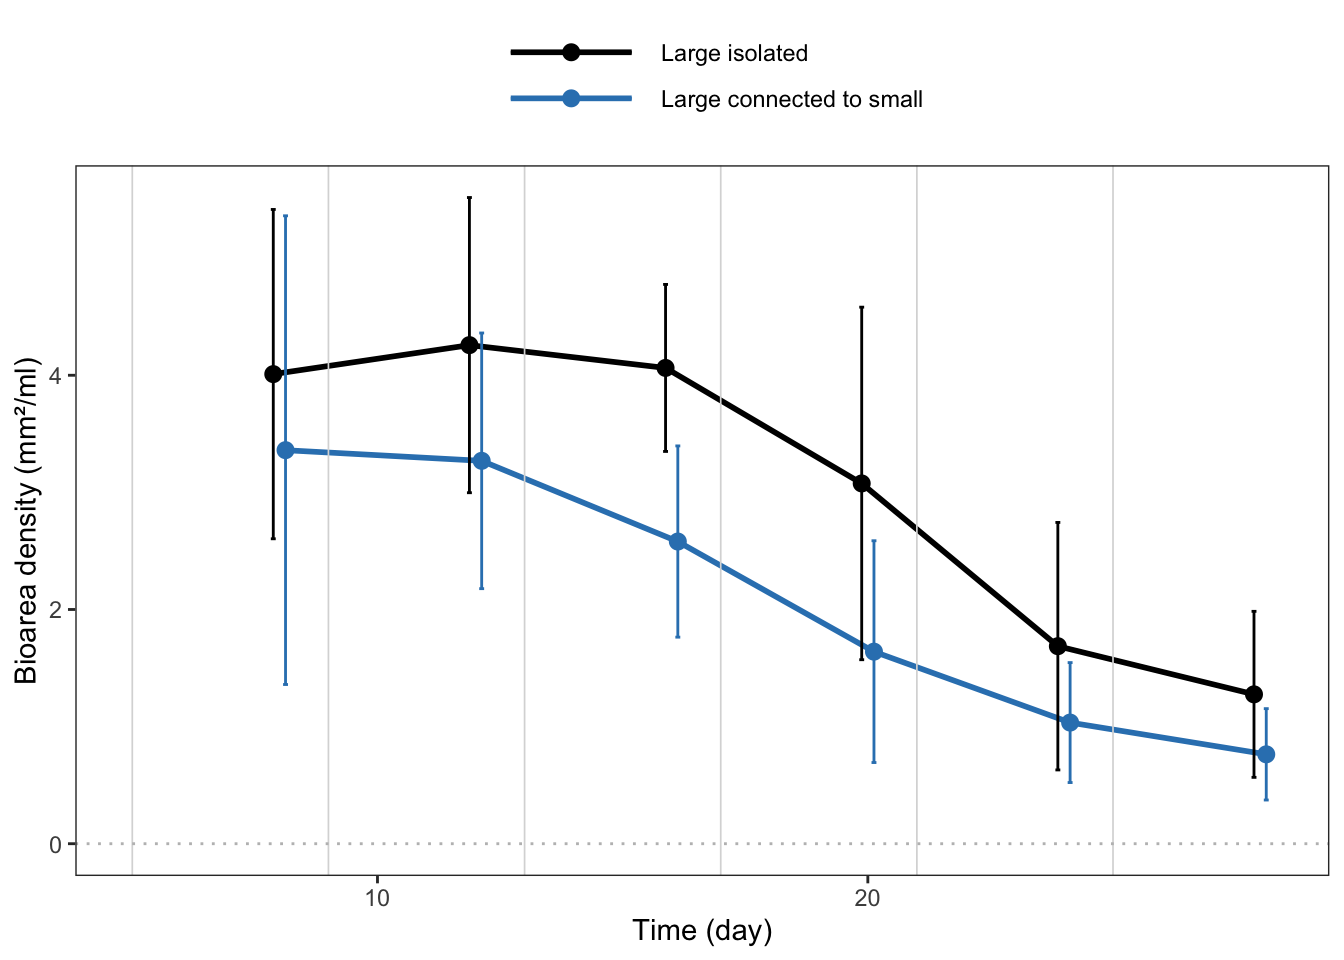 Large isolated
Large connected to small
Bioarea density (mm²/ml)
4
2
0
10
20
Time (day)